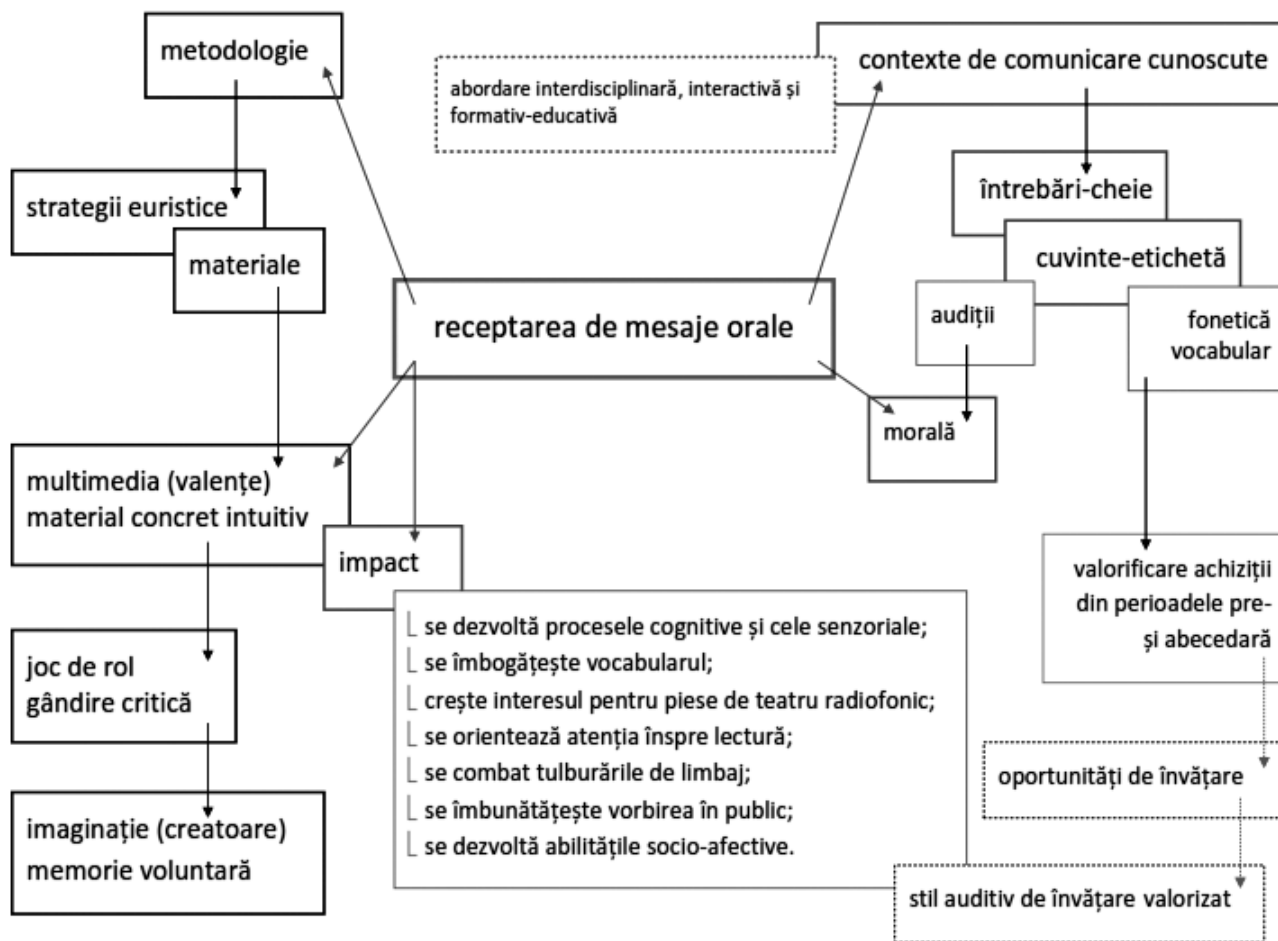 metodologie
contexte de comunicare cunoscute
abordare interdisciplinară, interactivă și
formativ-educativă
strategii euristice
întrebări-cheie
materiale
cuvinte-etichetă
receptarea de mesaje orale
audiții
fonetică
vocabular
morală
multimedia (valențe)
material concret intuitiv
impact
valorificare achiziții
din perioadele pre-
și abecedară
se dezvoltă procesele cognitive și cele senzoriale;
se îmbogățește vocabularul;
crește interesul pentru piese de teatru radiofonic;
se orientează atenția înspre lectură;
se combat tulburările de limbaj;
se îmbunătățește vorbirea în public;
se dezvoltă abilitățile socio-afective.
joc de rol
gândire critică
oportunități de învățare
imaginație (creatoare)
memorie voluntară
stil auditiv de învățare valorizat